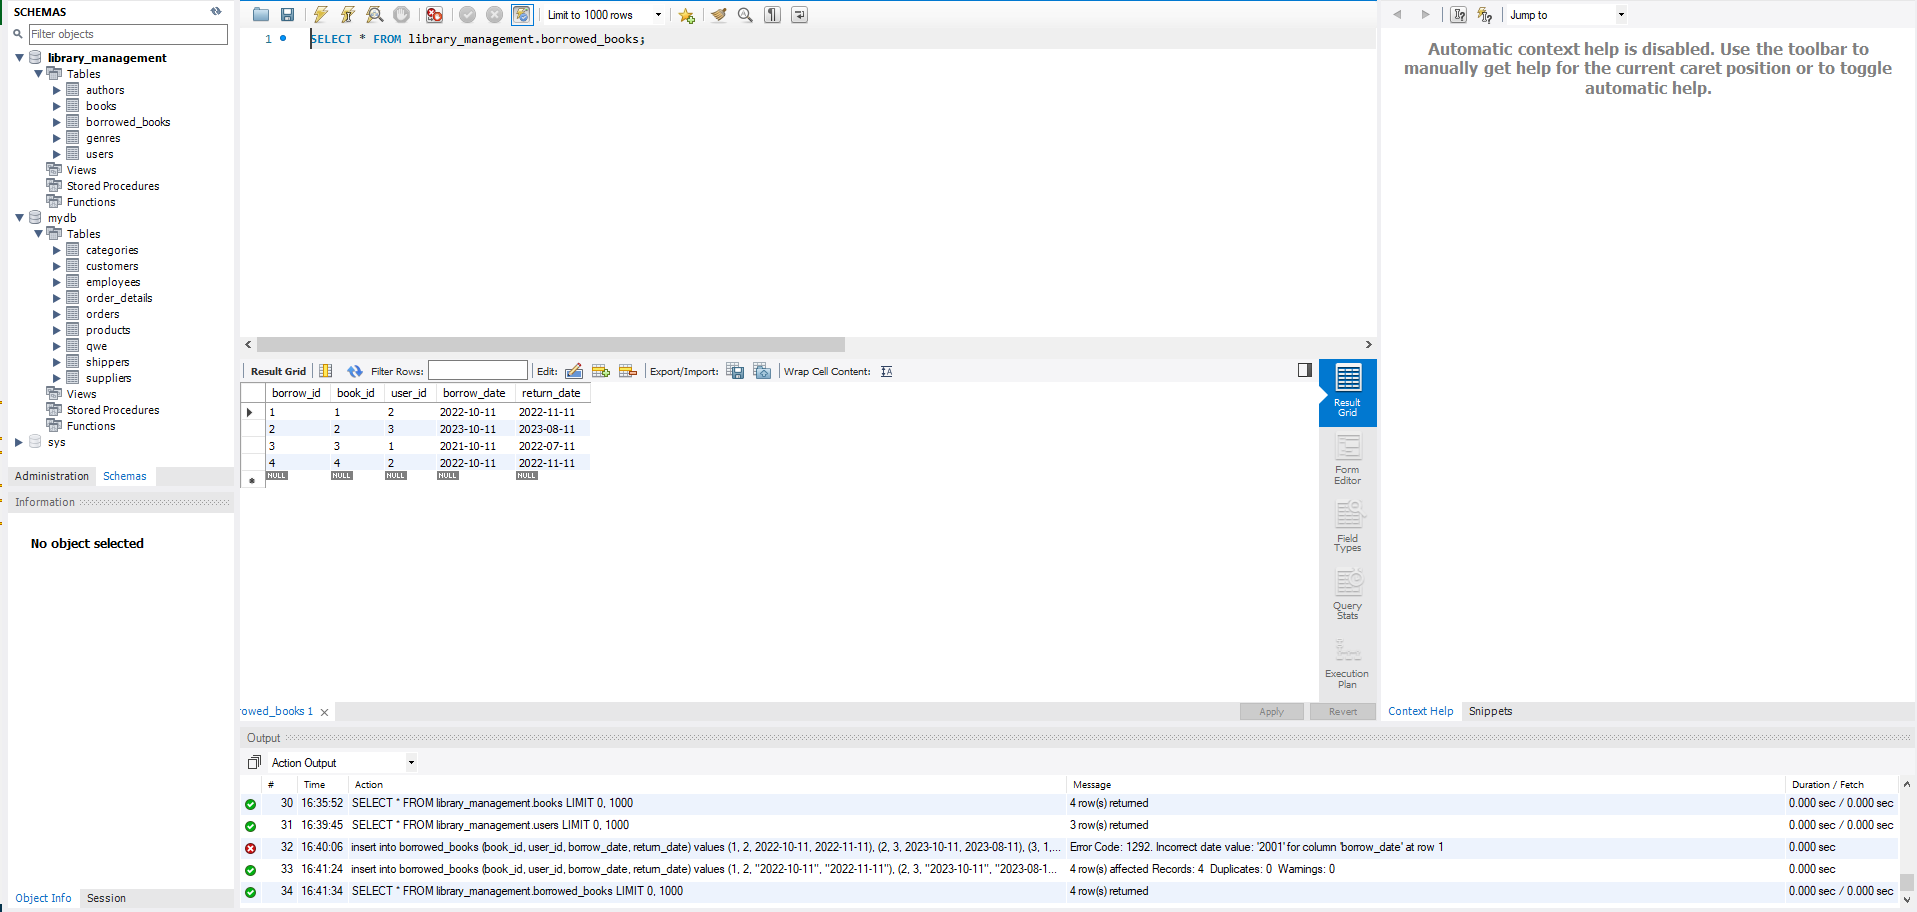 SCHEMAS
Filter objects
library_management
Tables
authors
books
borrowed_books
genres
users
Views
Stored Procedures
Functions
mydb
Tables
categories
customers
employees
order_details
orders
products
qwe
shippers
suppliers
Views
Stored Procedures
Functions
sys
Administration Schemas
Information
No object selected
Object Info Session
Limit to 1000 rows
1 SELECT * FROM library_management.borrowed_books;
Result Grid Filter Rows: Edit: Export/Import: Wrap Cell Content:
borrow_id book_id user_id borrow_date return_date
1 1 2 2022-10-11 2022-11-11
2 2 3 2023-10-11 2023-08-11
3 3 1 2021-10-11 2022-07-11
4 4 2 2022-10-11 2022-11-11
NULL NULL NULL NULL NULL
Result
Grid
Form
Editor
Field
Types
Query
Stats
Execution
Plan
rowed_books 1
Apply Revert
Jump to
Automatic context help is disabled. Use the toolbar to
manually get help for the current caret position or to toggle
automatic help.
Context Help Snippets
Output
Action Output
# Time Action Message Duration / Fetch
30 16:35:52 SELECT * FROM library_management.books LIMIT 0, 1000 4 row(s) returned 0.000 sec / 0.000 sec
31 16:39:45 SELECT * FROM library_management.users LIMIT 0, 1000 3 row(s) returned 0.000 sec / 0.000 sec
32 16:40:06 insert into borrowed_books (book_id, user_id, borrow_date, return_date) values (1, 2, 2022-10-11, 2022-11-11), (2, 3, 2023-10-11, 2023-08-11), (3, 1,... Error Code: 1292. Incorrect date value: '2001' for column 'borrow_date' at row 1 0.000 sec
33 16:41:24 insert into borrowed_books (book_id, user_id, borrow_date, return_date) values (1, 2, "2022-10-11", "2022-11-11"), (2, 3, "2023-10-11", "2023-08-1... 4 row(s) affected Records: 4 Duplicates: 0 Warnings: 0 0.000 sec
34 16:41:34 SELECT * FROM library_management.borrowed_books LIMIT 0, 1000 4 row(s) returned 0.000 sec / 0.000 sec